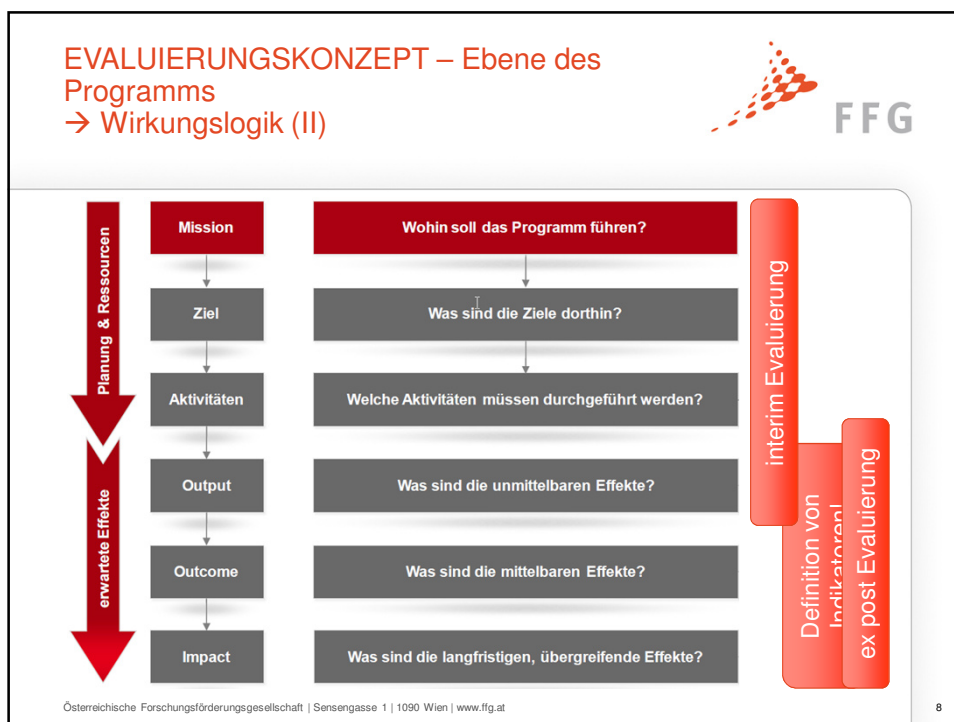 EVALUIERUNGSKONZEPT – Ebene des
Programms
→ Wirkungslogik (II)
FFG
Planung & Ressourcen
erwartete Effekte
Mission
Wohin soll das Programm führen?
Ziel
Was sind die Ziele dorthin?
Aktivitäten
Welche Aktivitäten müssen durchgeführt werden?
Output
Was sind die unmittelbaren Effekte?
Outcome
Was sind die mittelbaren Effekte?
Impact
Was sind die langfristigen, übergreifende Effekte?
interim Evaluierung
Definition von
Indikatoren!
ex post Evaluierung
Österreichische Forschungsförderungsgesellschaft | Sensengasse 1 | 1090 Wien | www.ffg.at
8